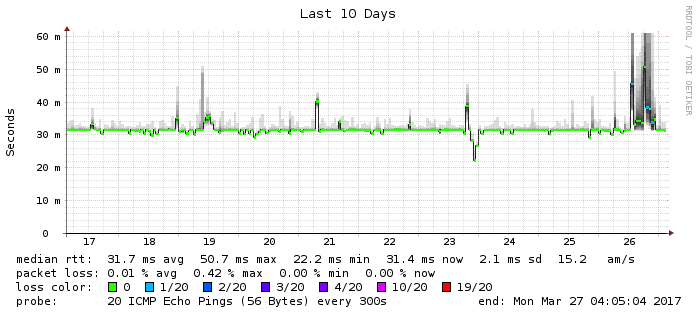 Last 10 Days
RRDTOOL / TOBI OETIKER
Seconds
60 m
50 m
40 m
30 m
20 m
10 m
0
17 18 19 20 21 22 23 24 25 26
median rtt: 31.7 ms avg 50.7 ms max 22.2 ms min 31.4 ms now 2.1 ms sd 15.2 am/s
packet loss: 0.01 % avg 0.42 % max 0.00 % min 0.00 % now
loss color: 0 1/20 2/20 3/20 4/20 10/20 19/20
probe: 20 ICMP Echo Pings (56 Bytes) every 300s end: Mon Mar 27 04:05:04 2017